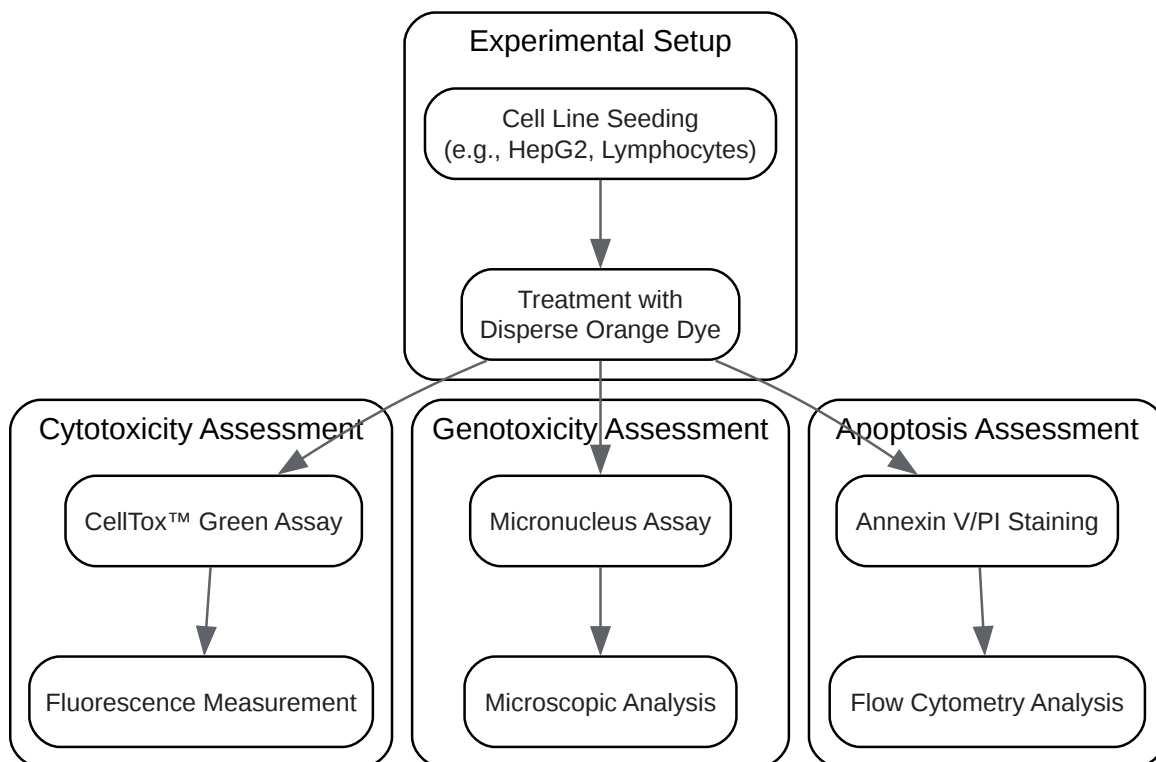 Experimental Setup
Cell Line Seeding
(e.g., HepG2, Lymphocytes)
Treatment with
Disperse Orange Dye
Cytotoxicity Assessment
Genotoxicity Assessment
Apoptosis Assessment
CellTox™ Green Assay
Micronucleus Assay
Annexin V/PI Staining
Fluorescence Measurement
Microscopic Analysis
Flow Cytometry Analysis